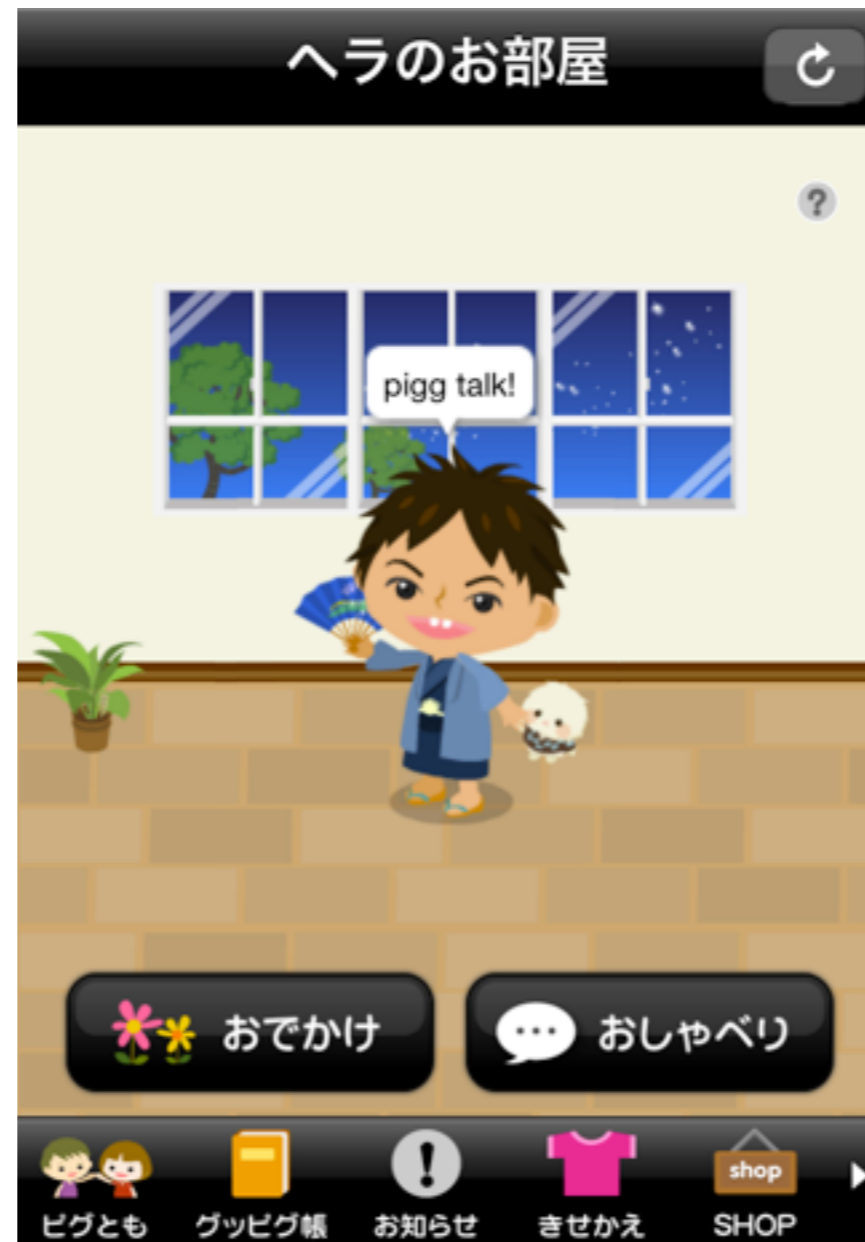 ヘラのお部屋
?
pigg talk!
おでかけ
おしゃべり
shop
ピグとも
グッピグ帳
お知らせ
きせかえ
SHOP